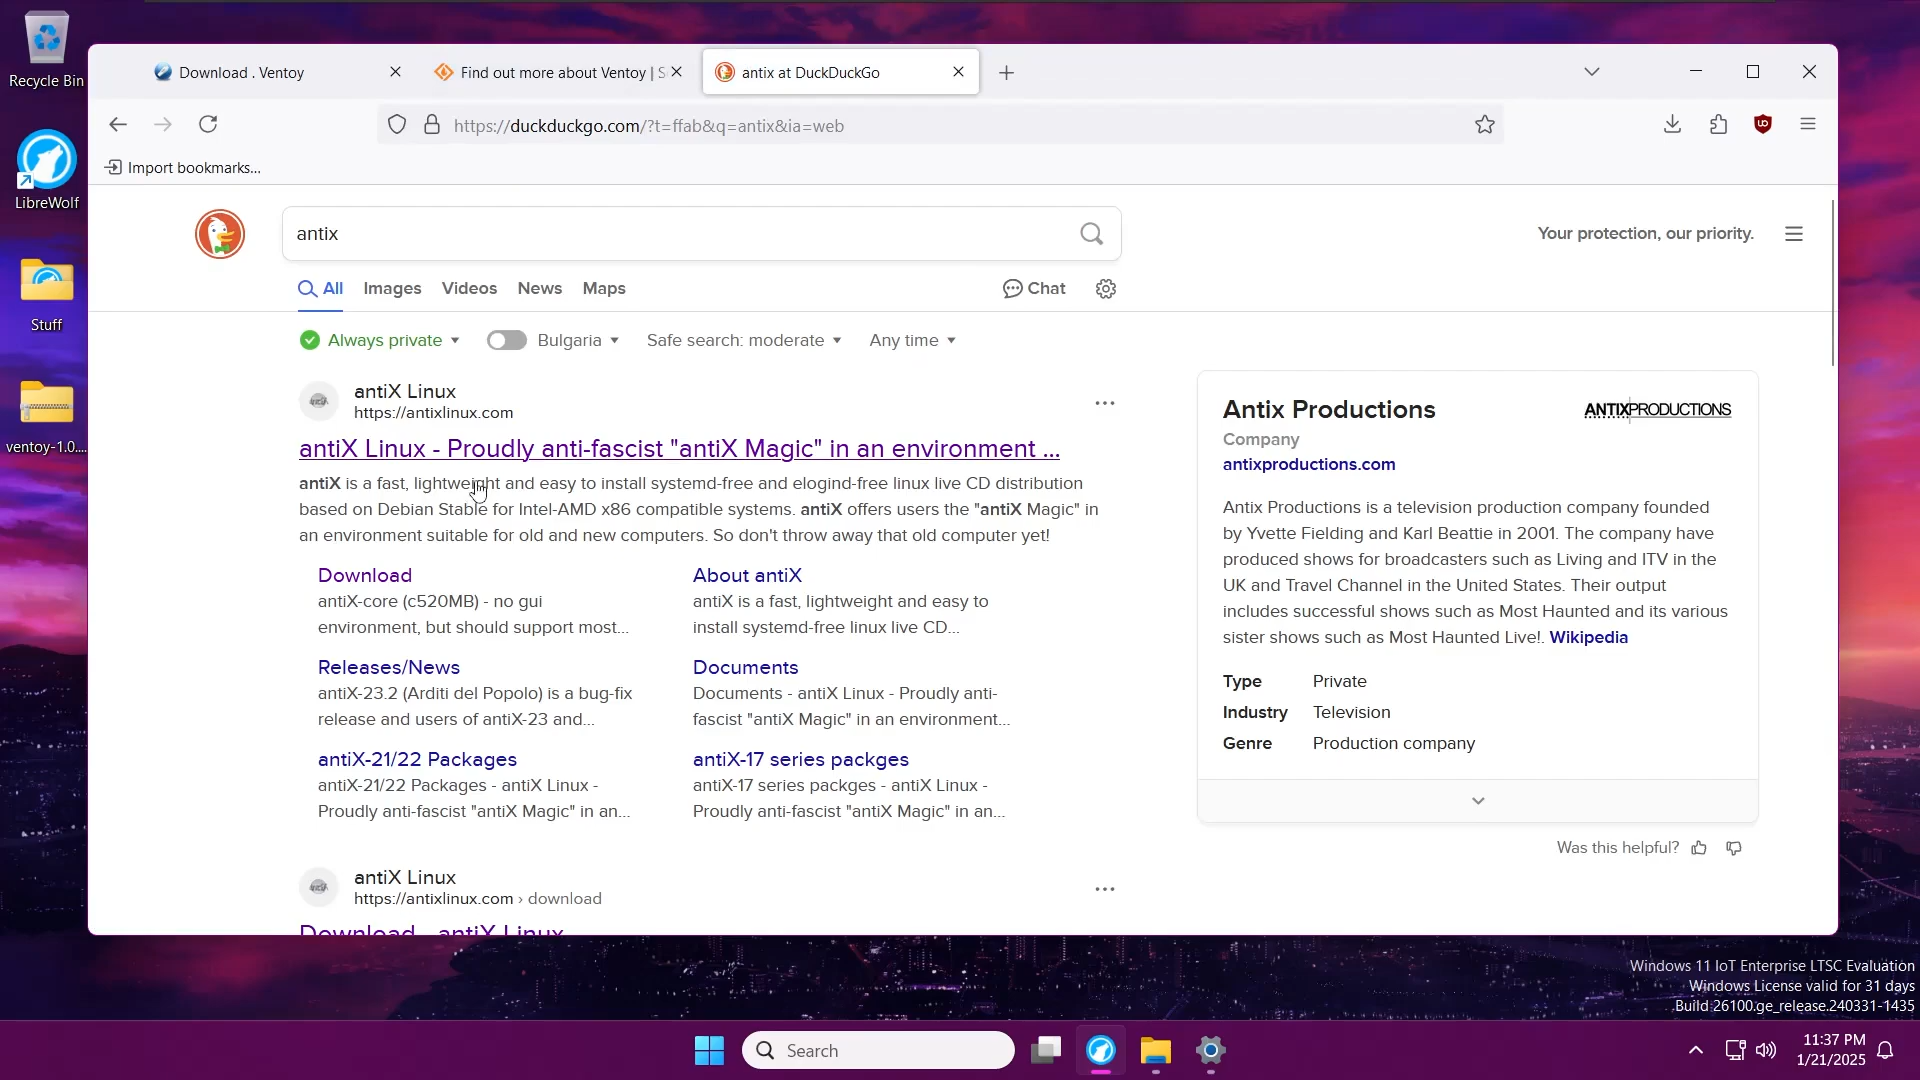 Recycle Bin
LibreWolf
Stuff
ventoy-1.0....
Download . Ventoy
Find out more about Ventoy | S
antix at DuckDuckGo
https://duckduckgo.com/?t=ffab&q=antix&ia=web
Import bookmarks...
antix
Your protection, our priority.
All
Images
Videos
News
Maps
Chat
Always private
Bulgaria
Safe search: moderate
Any time
antiX Linux
https://antixlinux.com
antiX Linux - Proudly anti-fascist "antiX Magic" in an environment ...
antiX is a fast, lightweight and easy to install systemd-free and elogind-free linux live CD distribution
based on Debian Stable for Intel-AMD x86 compatible systems. antiX offers users the "antiX Magic" in
an environment suitable for old and new computers. So don't throw away that old computer yet!
Download
antiX-core (c520MB) - no gui
environment, but should support most...
About antiX
antiX is a fast, lightweight and easy to
install systemd-free linux live CD...
Releases/News
antiX-23.2 (Arditi del Popolo) is a bug-fix
release and users of antiX-23 and...
Documents
Documents - antiX Linux - Proudly anti-
fascist "antiX Magic" in an environment...
antiX-21/22 Packages
antiX-21/22 Packages - antiX Linux -
Proudly anti-fascist "antiX Magic" in an...
antiX-17 series packges
antiX-17 series packges - antiX Linux -
Proudly anti-fascist "antiX Magic" in an...
antiX Linux
https://antixlinux.com › download
Download - antiX Linux
Antix Productions
ANTIXPRODUCTIONS
Company
antixproductions.com
Antix Productions is a television production company founded
by Yvette Fielding and Karl Beattie in 2001. The company have
produced shows for broadcasters such as Living and ITV in the
UK and Travel Channel in the United States. Their output
includes successful shows such as Most Haunted and its various
sister shows such as Most Haunted Live!. Wikipedia
Type Private
Industry Television
Genre Production company
Was this helpful?
Windows 11 IoT Enterprise LTSC Evaluation
Windows License valid for 31 days
Build 26100.ge_release.240331-1435
Search
11:37 PM
1/21/2025